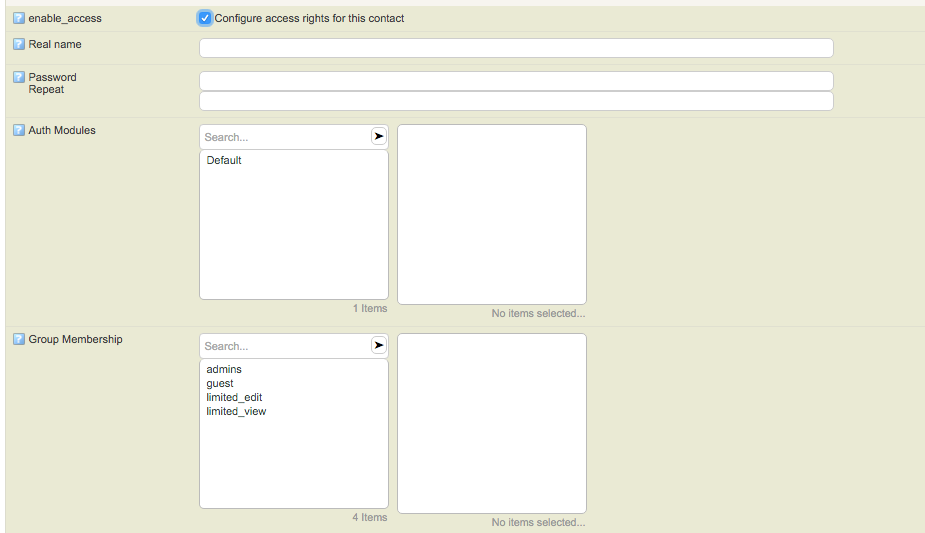 ? enable_access Configure access rights for this contact
? Real name
? Password
Repeat
? Auth Modules
Search...
Default
1 Items
No items selected...
? Group Membership
Search...
admins
guest
limited_edit
limited_view
4 Items
No items selected...